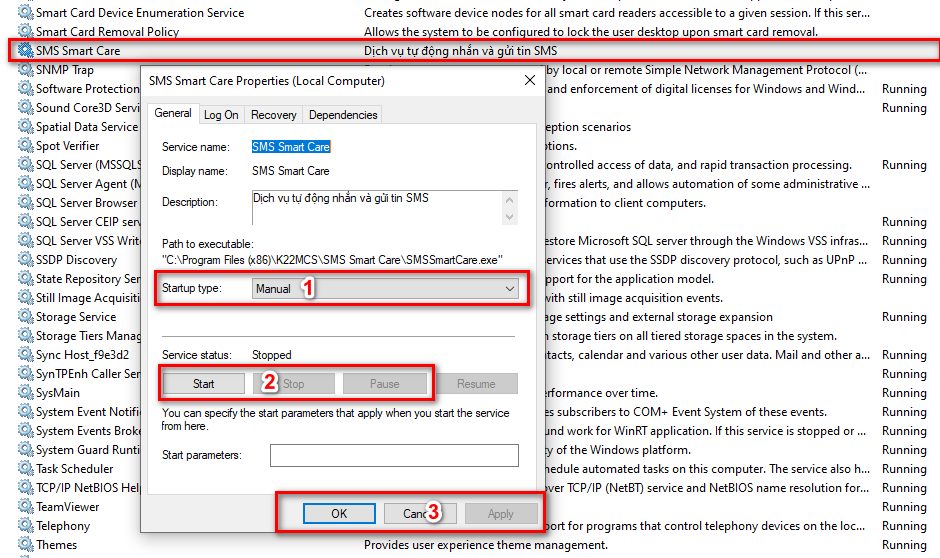 Smart Card Device Enumeration Service Creates software device nodes for all smart card readers accessible to a given session. If this ser...
Smart Card Removal Policy Allows the system to be configured to lock the user desktop upon smart card removal.
SMS Smart Care Dịch vụ tự động nhắn và gửi tin SMS
SNMP Trap by local or remote Simple Network Management Protocol (...
Software Protection and enforcement of digital licenses for Windows and Wind... Running
Sound Core3D Servi Running
Spatial Data Service eption scenarios
Spot Verifier ptions.
SQL Server (MSSQLS ontrolled access of data, and rapid transaction processing. Running
SQL Server Agent (M , fires alerts, and allows automation of some administrative ...
SQL Server Browser formation to client computers.
SQL Server CEIP serv Running
SQL Server VSS Write estore Microsoft SQL server through the Windows VSS infras... Running
SSDP Discovery services that use the SSDP discovery protocol, such as UPnP ... Running
State Repository Ser pport for the application model. Running
Still Image Acquisiti with still image acquisition events.
Storage Service age settings and external storage expansion Running
Storage Tiers Manag n storage tiers on all tiered storage spaces in the system.
Sync Host_f9e3d2 ntacts, calendar and various other user data. Mail and other a... Running
SynTPEnh Caller Ser Running
SysMain erformance over time. Running
System Event Notific es subscribers to COM+ Event System of these events. Running
System Events Broke und work for WinRT application. If this service is stopped or ... Running
System Guard Runti ty of the Windows platform. Running
Task Scheduler hedule automated tasks on this computer. The service also h... Running
TCP/IP NetBIOS Help over TCP/IP (NetBT) service and NetBIOS name resolution for... Running
TeamViewer Running
Telephony port for programs that control telephony devices on the loc... Running
Themes Provides user experience theme management. Running
SMS Smart Care Properties (Local Computer)
General Log On Recovery Dependencies
Service name: SMS Smart Care
Display name: SMS Smart Care
Description: Dịch vụ tự động nhắn và gửi tin SMS
Path to executable:
"C:\Program Files (x86)\K22MCS\SMS Smart Care\SMSSmartCare.exe"
Startup type: Manual 1
Service status: Stopped
Start 2 Stop Pause Resume
You can specify the start parameters that apply when you start the service
from here.
Start parameters:
OK Canc 3 Apply